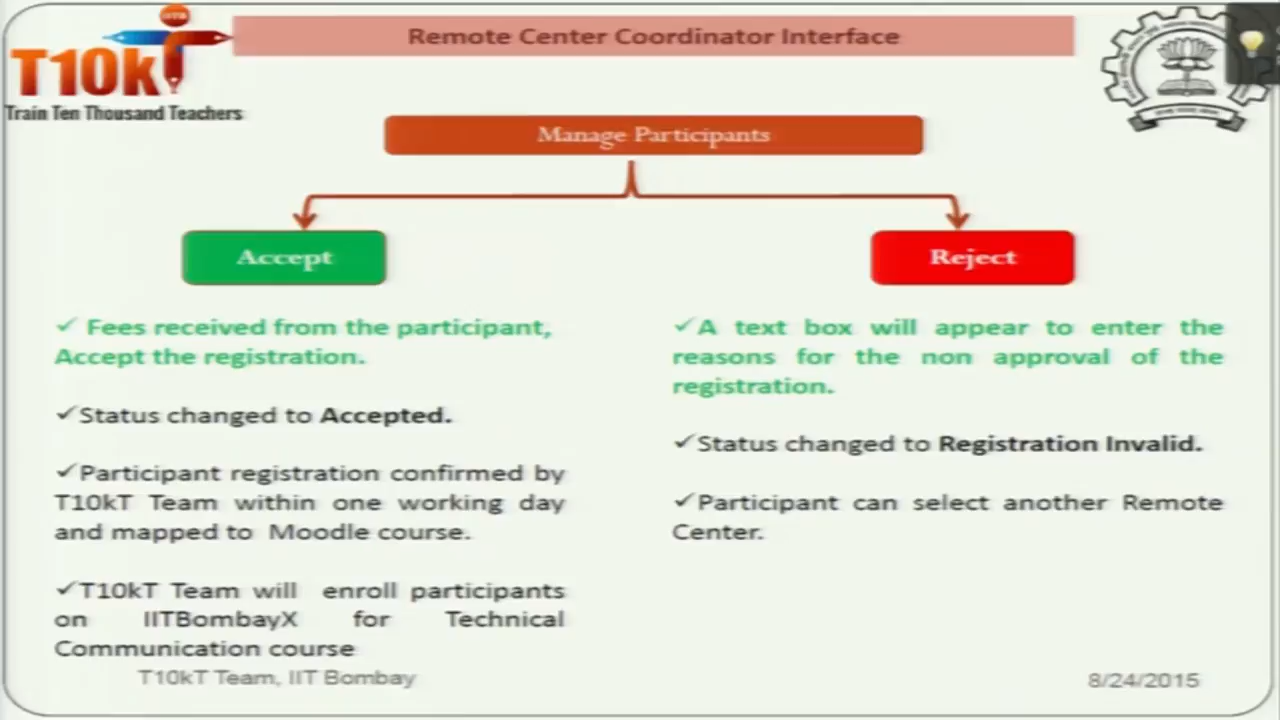 Remote Center Coordinator Interface
T10kT
Train Ten Thousand Teachers
Manage Participants
Accept
Reject
✓ Fees received from the participant,
Accept the registration.
✓Status changed to Accepted.
✓Participant registration confirmed by
T10kT Team within one working day
and mapped to Moodle course.
✓T10kT Team will enroll participants
on IITBombayX for Technical
Communication course
✓A text box will appear to enter the
reasons for the non approval of the
registration.
✓Status changed to Registration Invalid.
✓Participant can select another Remote
Center.
T10kT Team, IIT Bombay
8/24/2015